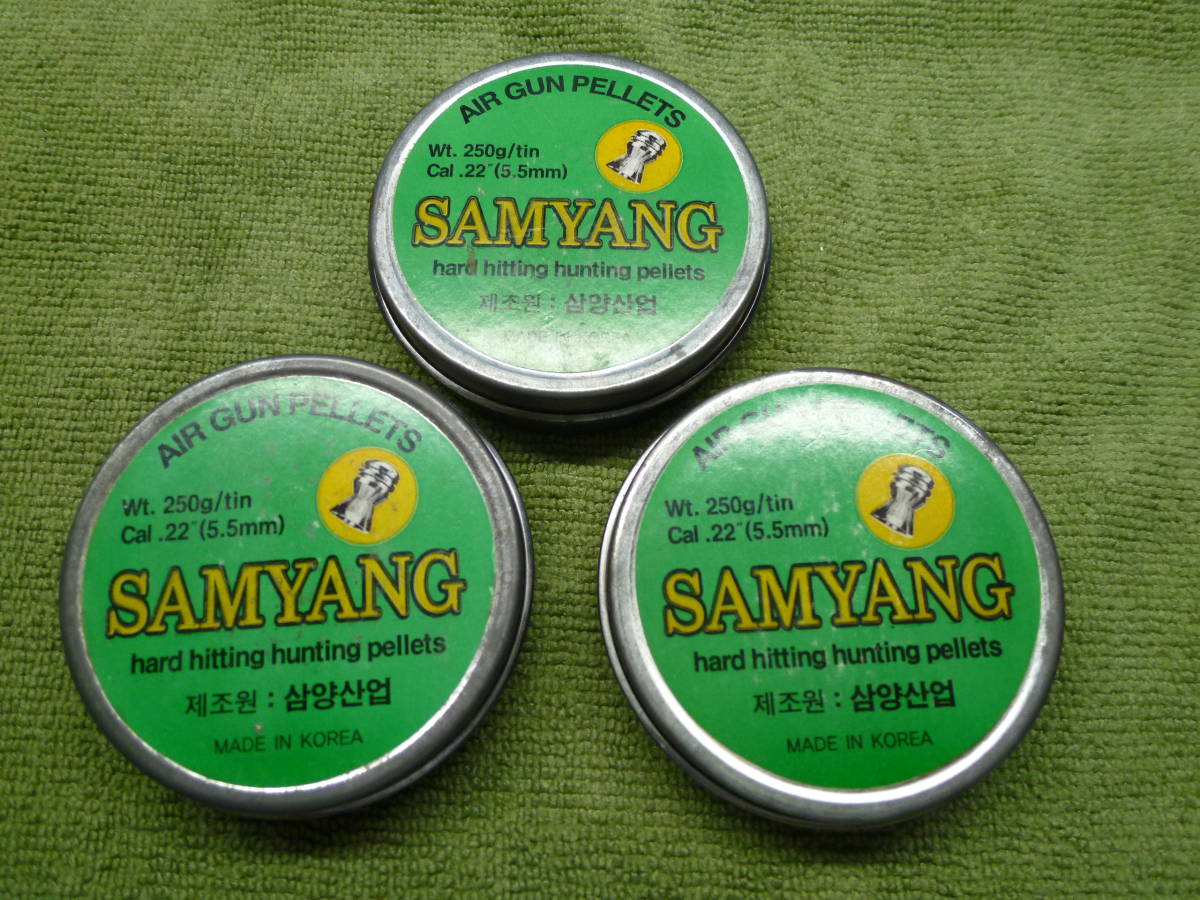 AIR GUN PELLETS
Wt. 250g/tin
Cal .22″(5.5mm)
SAMYANG
hard hitting hunting pellets
제조원 : 삼양산업
MADE IN KOREA
AIR GUN PELLETS
Wt. 250g/tin
Cal .22″(5.5mm)
SAMYANG
hard hitting hunting pellets
제조원 : 삼양산업
MADE IN KOREA
AIR GUN PELLETS
Wt. 250g/tin
Cal .22″(5.5mm)
SAMYANG
hard hitting hunting pellets
제조원 : 삼양산업
MADE IN KOREA